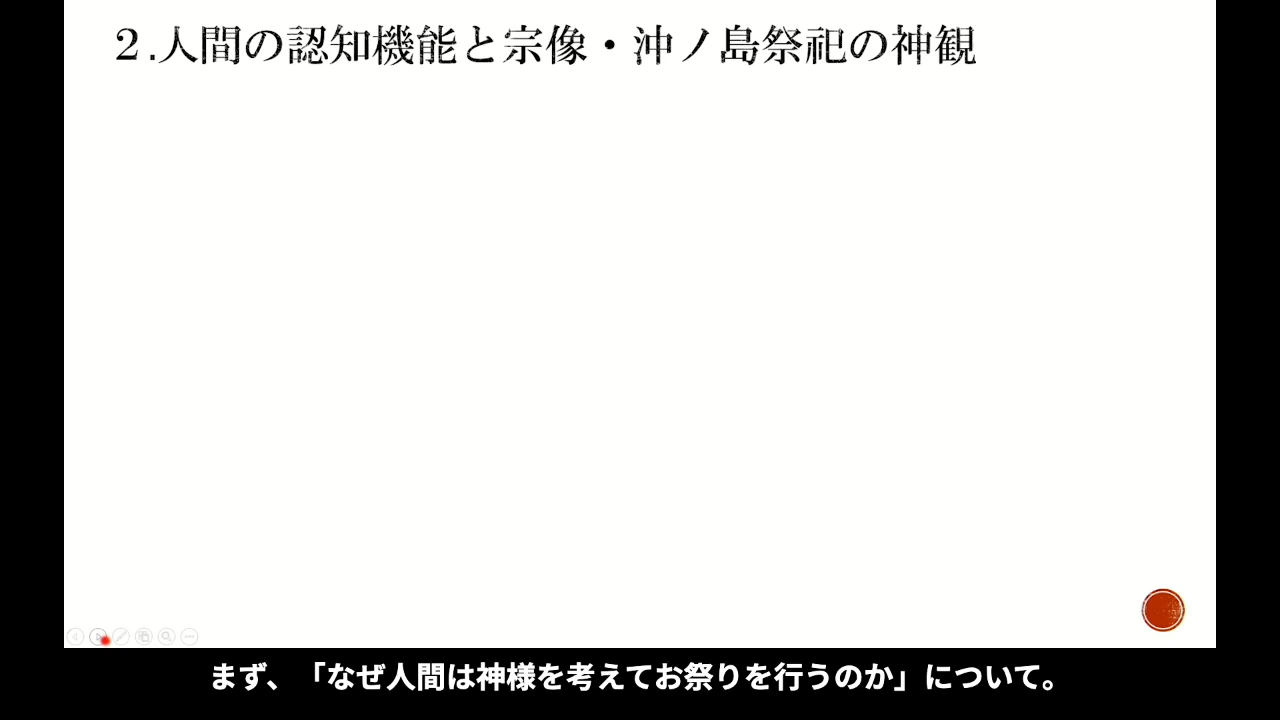 ２.人間の認知機能と宗像・沖ノ島祭祀の神観
まず、「なぜ人間は神様を考えてお祭りを行うのか」について。